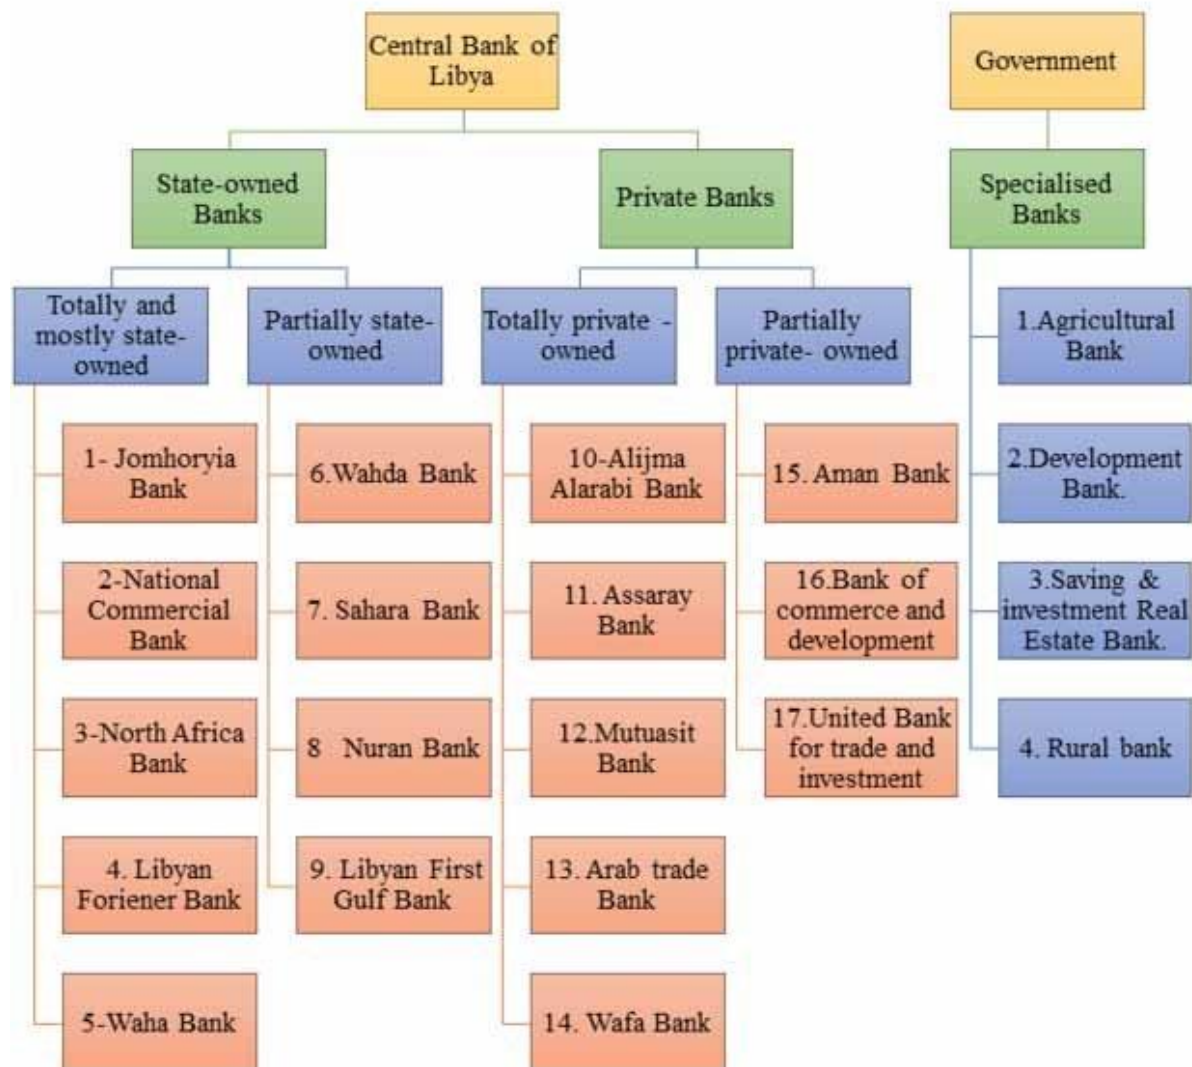 Central Bank of
Libya
Government
State-owned
Banks
Private Banks
Specialised
Banks
Totally and
mostly state-
owned
Partially state-
owned
Totally private -
owned
Partially
private- owned
1- Jomhoryia
Bank
2-National
Commercial
Bank
3-North Africa
Bank
4. Libyan
Foriener Bank
5-Waha Bank
6.Wahda Bank
7. Sahara Bank
8 Nuran Bank
9. Libyan First
Gulf Bank
10-Alijma
Alarabi Bank
11. Assaray
Bank
12.Mutuasit
Bank
13. Arab trade
Bank
14. Wafa Bank
15. Aman Bank
16.Bank of
commerce and
development
17.United Bank
for trade and
investment
1.Agricultural
Bank
2.Development
Bank.
3.Saving &
investment Real
Estate Bank.
4. Rural bank